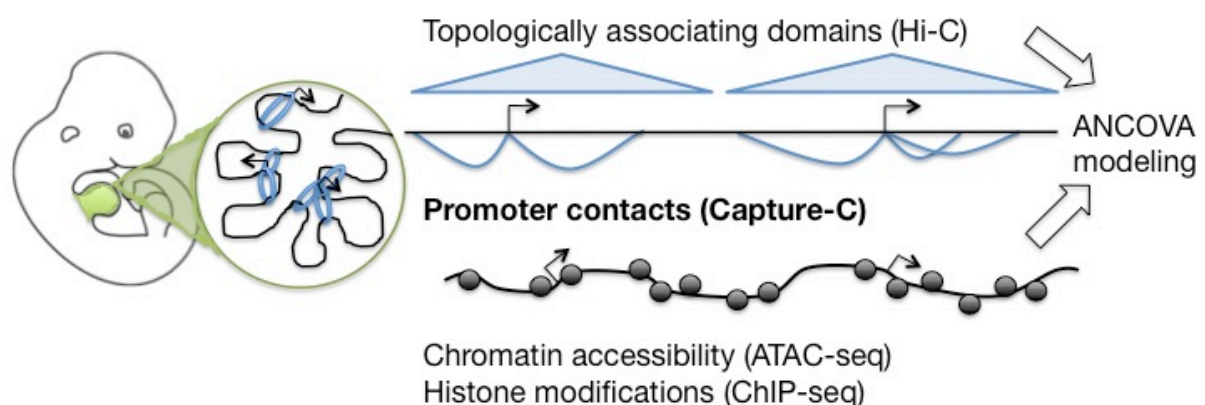 Topologically associating domains (Hi-C)
ANCOVA
modeling
Promoter contacts (Capture-C)
Chromatin accessibility (ATAC-seq)
Histone modifications (ChIP-seq)